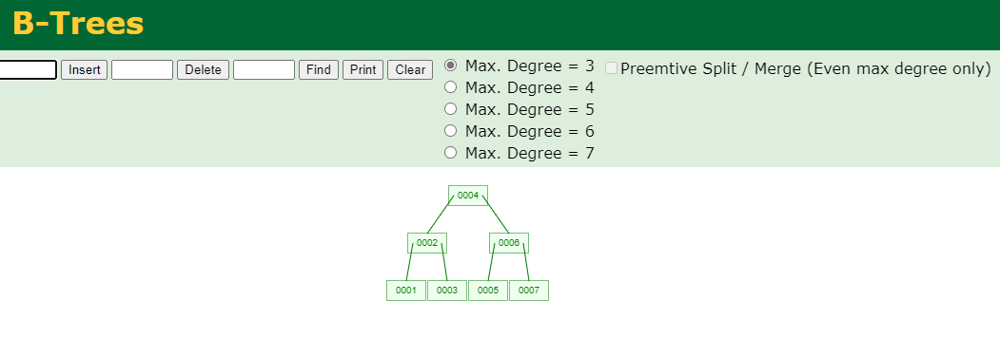 B-Trees
Insert Delete Find Print Clear Max. Degree = 3 Preemtive Split / Merge (Even max degree only)
Max. Degree = 4
Max. Degree = 5
Max. Degree = 6
Max. Degree = 7
0004
0002 0006
0001 0003 0005 0007